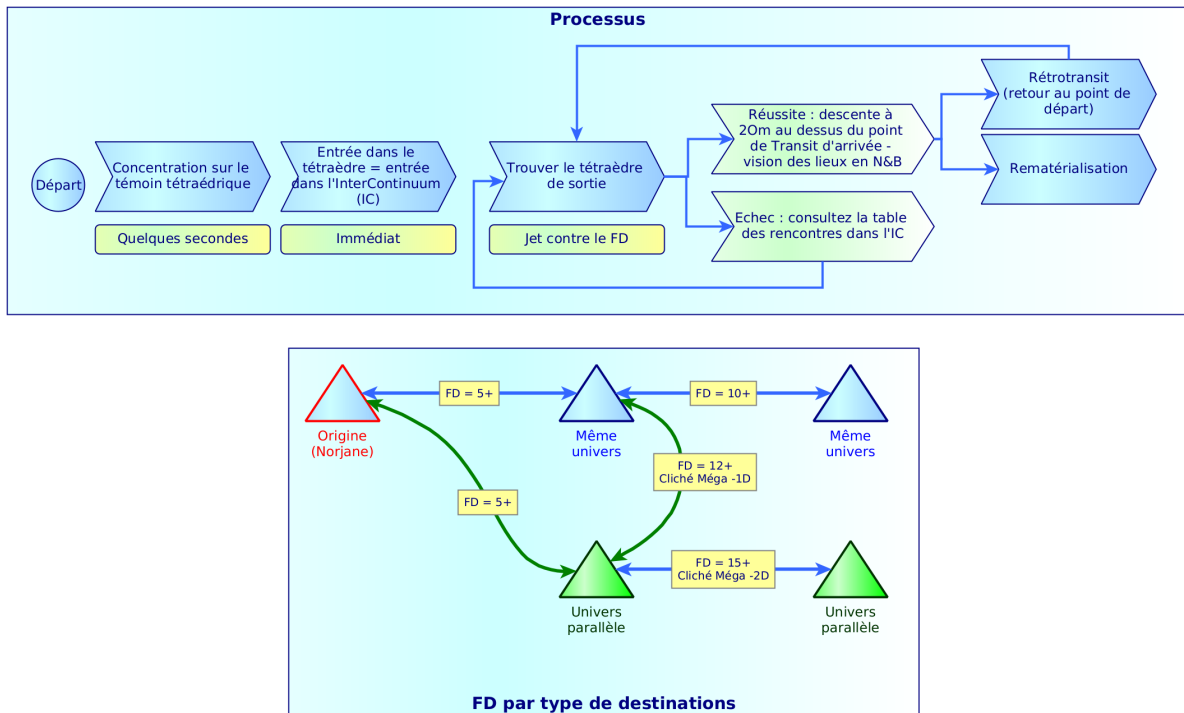 Processus
Départ
Concentration sur le
témoin tétraédrique
Quelques secondes
Entrée dans le
tétraèdre = entrée
dans l'InterContinuum
(IC)
Immédiat
Trouver le tétraèdre
de sortie
Jet contre le FD
Réussite : descente à
2Om au dessus du point
de Transit d'arrivée -
vision des lieux en N&B
Echec : consultez la table
des rencontres dans l'IC
Rétrotransit
(retour au point de
départ)
Rematérialisation
FD = 5+
FD = 10+
Origine
(Norjane)
Même
univers
Même
univers
FD = 12+
Cliché Méga -1D
FD = 5+
FD = 15+
Cliché Méga -2D
Univers
parallèle
Univers
parallèle
FD par type de destinations